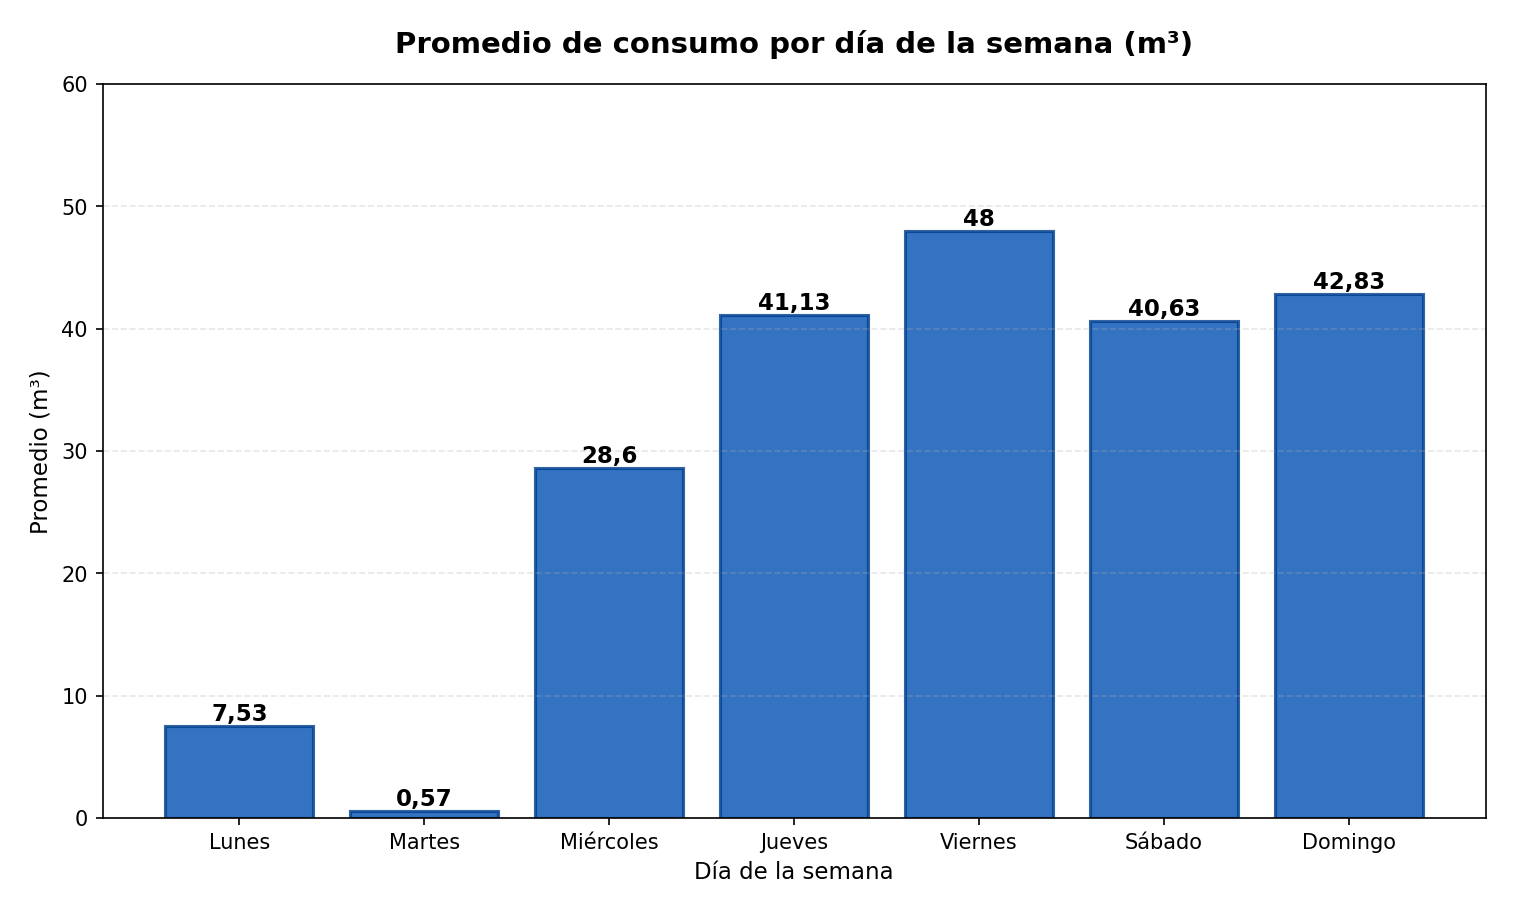 Promedio de consumo por día de la semana (m³)
Promedio (m³)
60
50
40
30
20
10
0
7,53
0,57
28,6
41,13
48
40,63
42,83
Lunes
Martes
Miércoles
Jueves
Viernes
Sábado
Domingo
Día de la semana